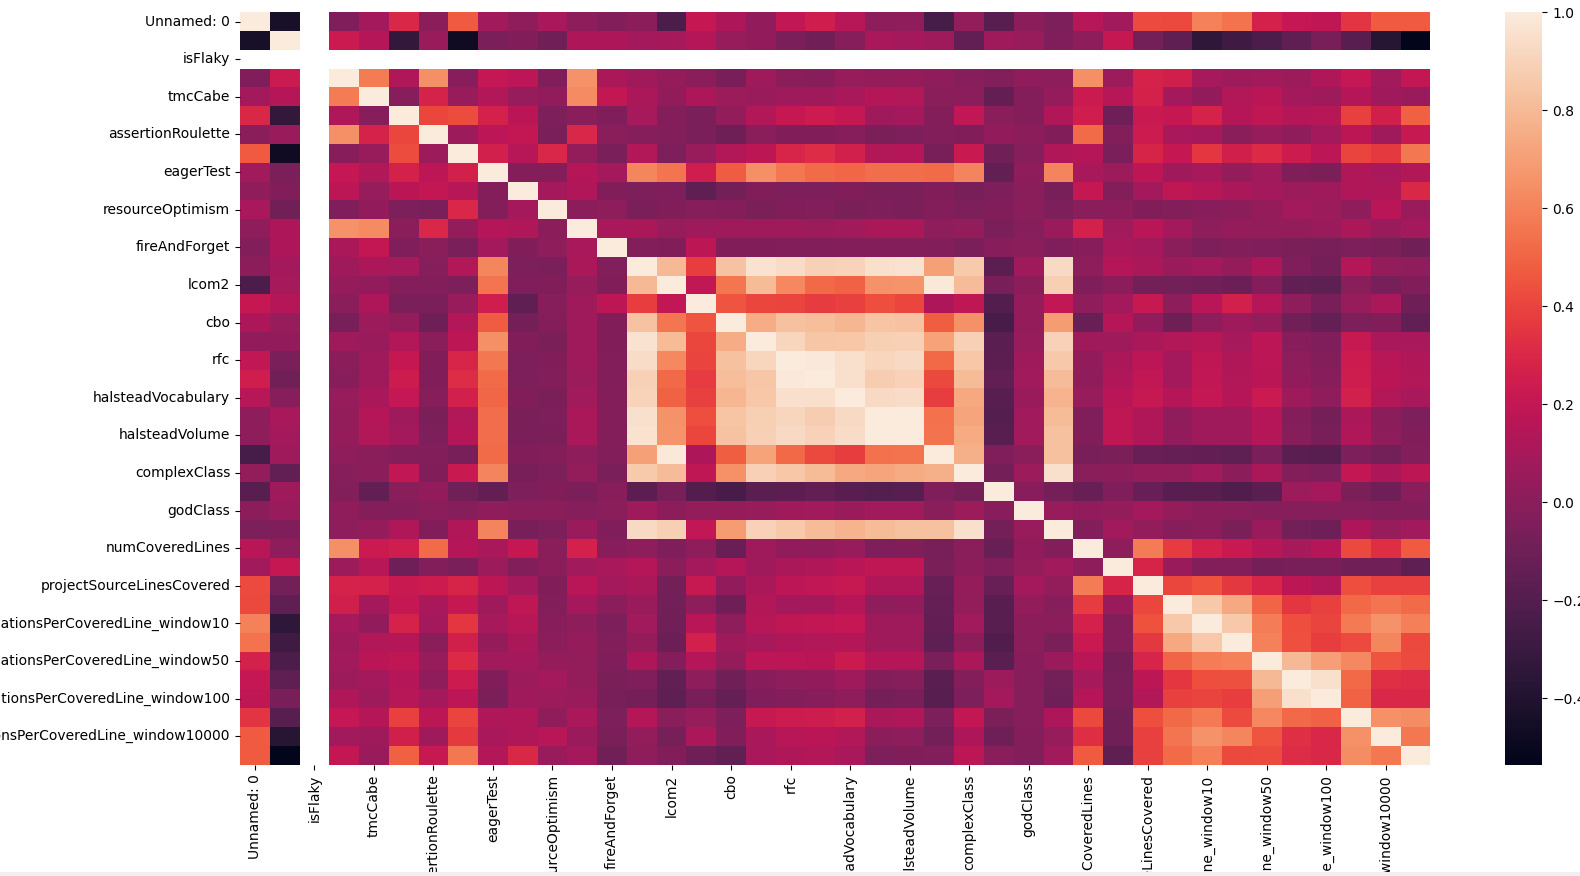 Unnamed: 0
isFlaky
tmcCabe
assertionRoulette
eagerTest
resourceOptimism
fireAndForget
lcom2
cbo
rfc
halsteadVocabulary
halsteadVolume
complexClass
godClass
numCoveredLines
projectSourceLinesCovered
ationsPerCoveredLine_window10
ationsPerCoveredLine_window50
tionsPerCoveredLine_window100
nsPerCoveredLine_window10000
Unnamed: 0
isFlaky
tmcCabe
ertionRoulette
eagerTest
urceOptimism
fireAndForget
lcom2
cbo
rfc
adVocabulary
lsteadVolume
complexClass
godClass
CoveredLines
LinesCovered
ne_window10
ne_window50
e_window100
window10000
1.0
0.8
0.6
0.4
0.2
0.0
−0.2
−0.4